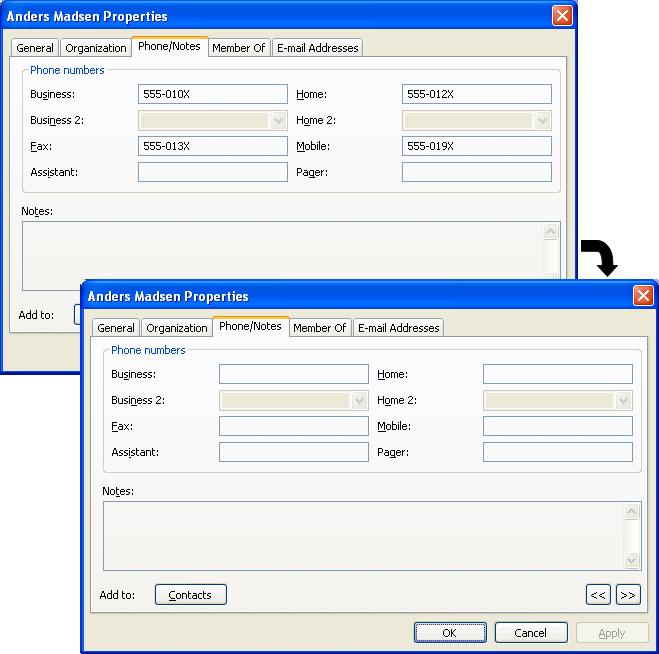 Anders Madsen Properties
General Organization Phone/Notes Member Of E-mail Addresses
Phone numbers
Business: 555-010X Home: 555-012X
Business 2: Home 2:
Fax: 555-013X Mobile: 555-019X
Assistant: Pager:
Notes:
Add to:
Anders Madsen Properties
General Organization Phone/Notes Member Of E-mail Addresses
Phone numbers
Business: Home:
Business 2: Home 2:
Fax: Mobile:
Assistant: Pager:
Notes:
Add to: Contacts << >>
OK Cancel Apply